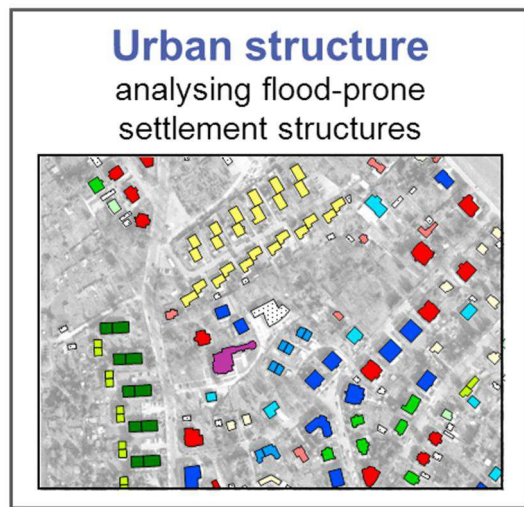 Urban structure
analysing flood-prone
settlement structures